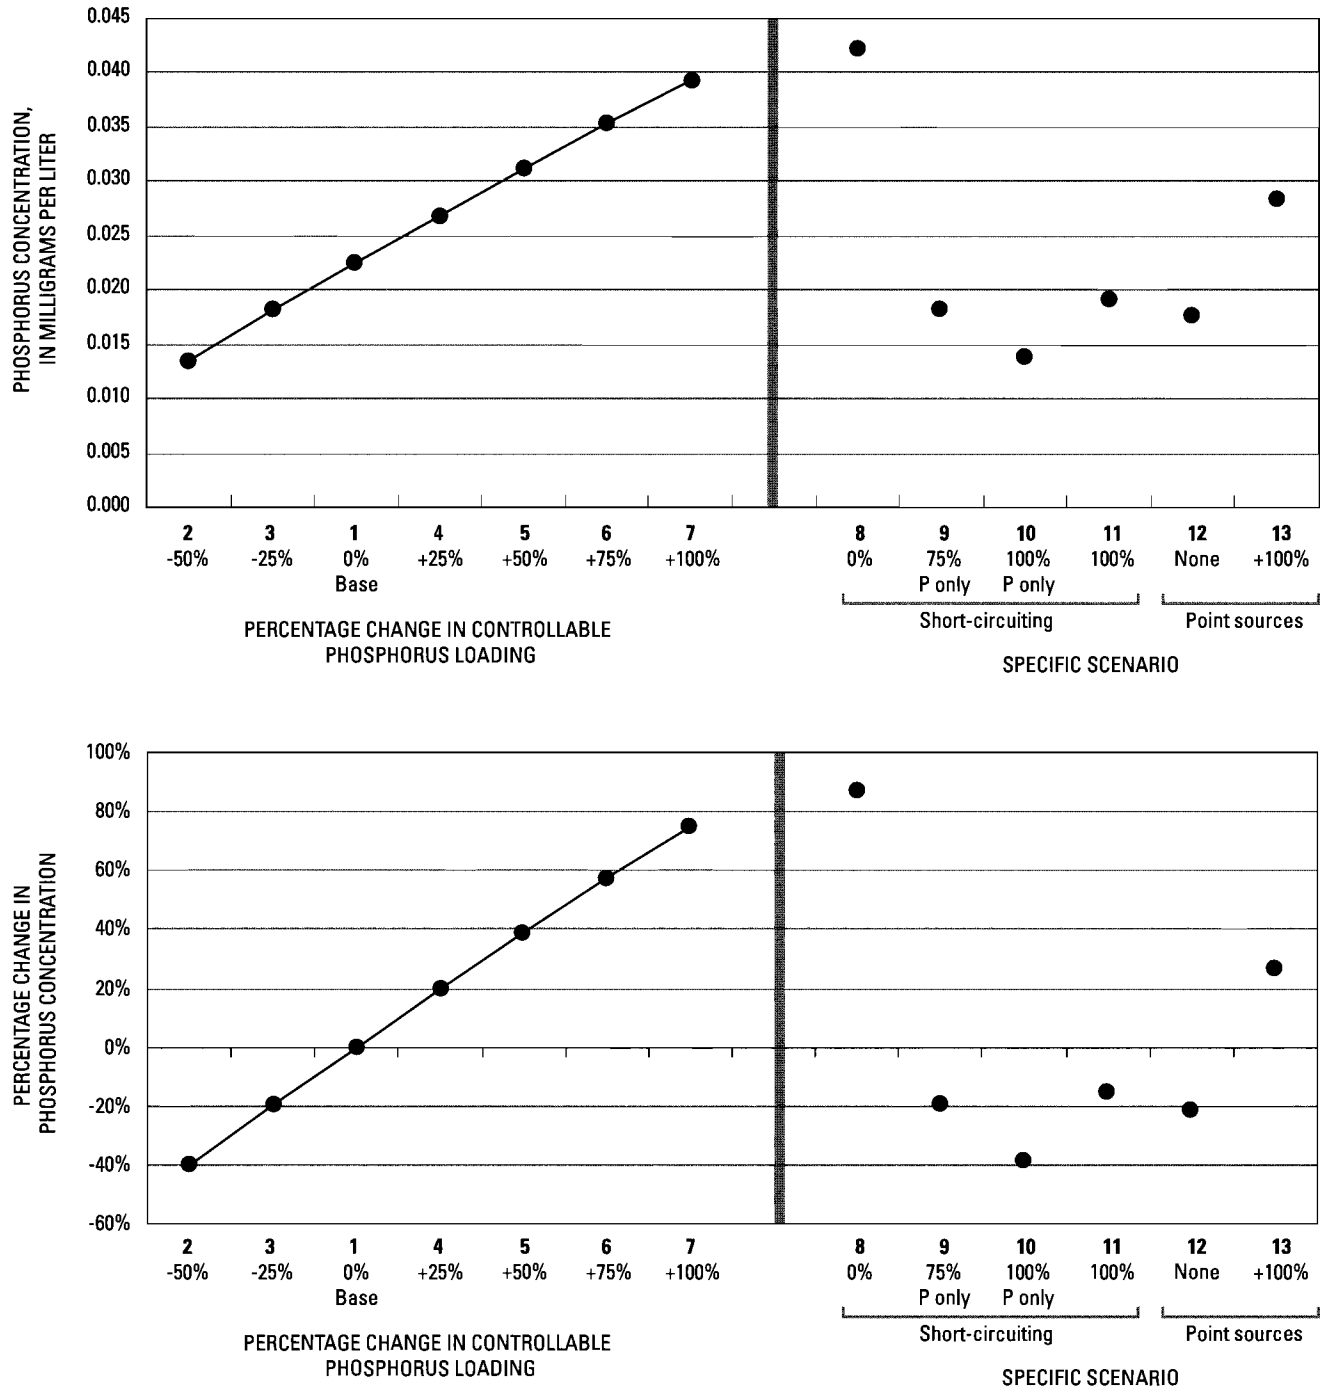 PHOSPHORUS CONCENTRATION,
IN MILLIGRAMS PER LITER
0.045
0.040
0.035
0.030
0.025
0.020
0.015
0.010
0.005
0.000
2 3 1 4 5 6 7 8 9 10 11 12 13
-50% -25% 0% +25% +50% +75% +100% 0% 75% 100% 100% None +100%
Base P only P only
Short-circuiting Point sources
PERCENTAGE CHANGE IN CONTROLLABLE
PHOSPHORUS LOADING
SPECIFIC SCENARIO
PERCENTAGE CHANGE IN
PHOSPHORUS CONCENTRATION
100%
80%
60%
40%
20%
0%
-20%
-40%
-60%
2 3 1 4 5 6 7 8 9 10 11 12 13
-50% -25% 0% +25% +50% +75% +100% 0% 75% 100% 100% None +100%
Base P only P only
Short-circuiting Point sources
PERCENTAGE CHANGE IN CONTROLLABLE
PHOSPHORUS LOADING
SPECIFIC SCENARIO